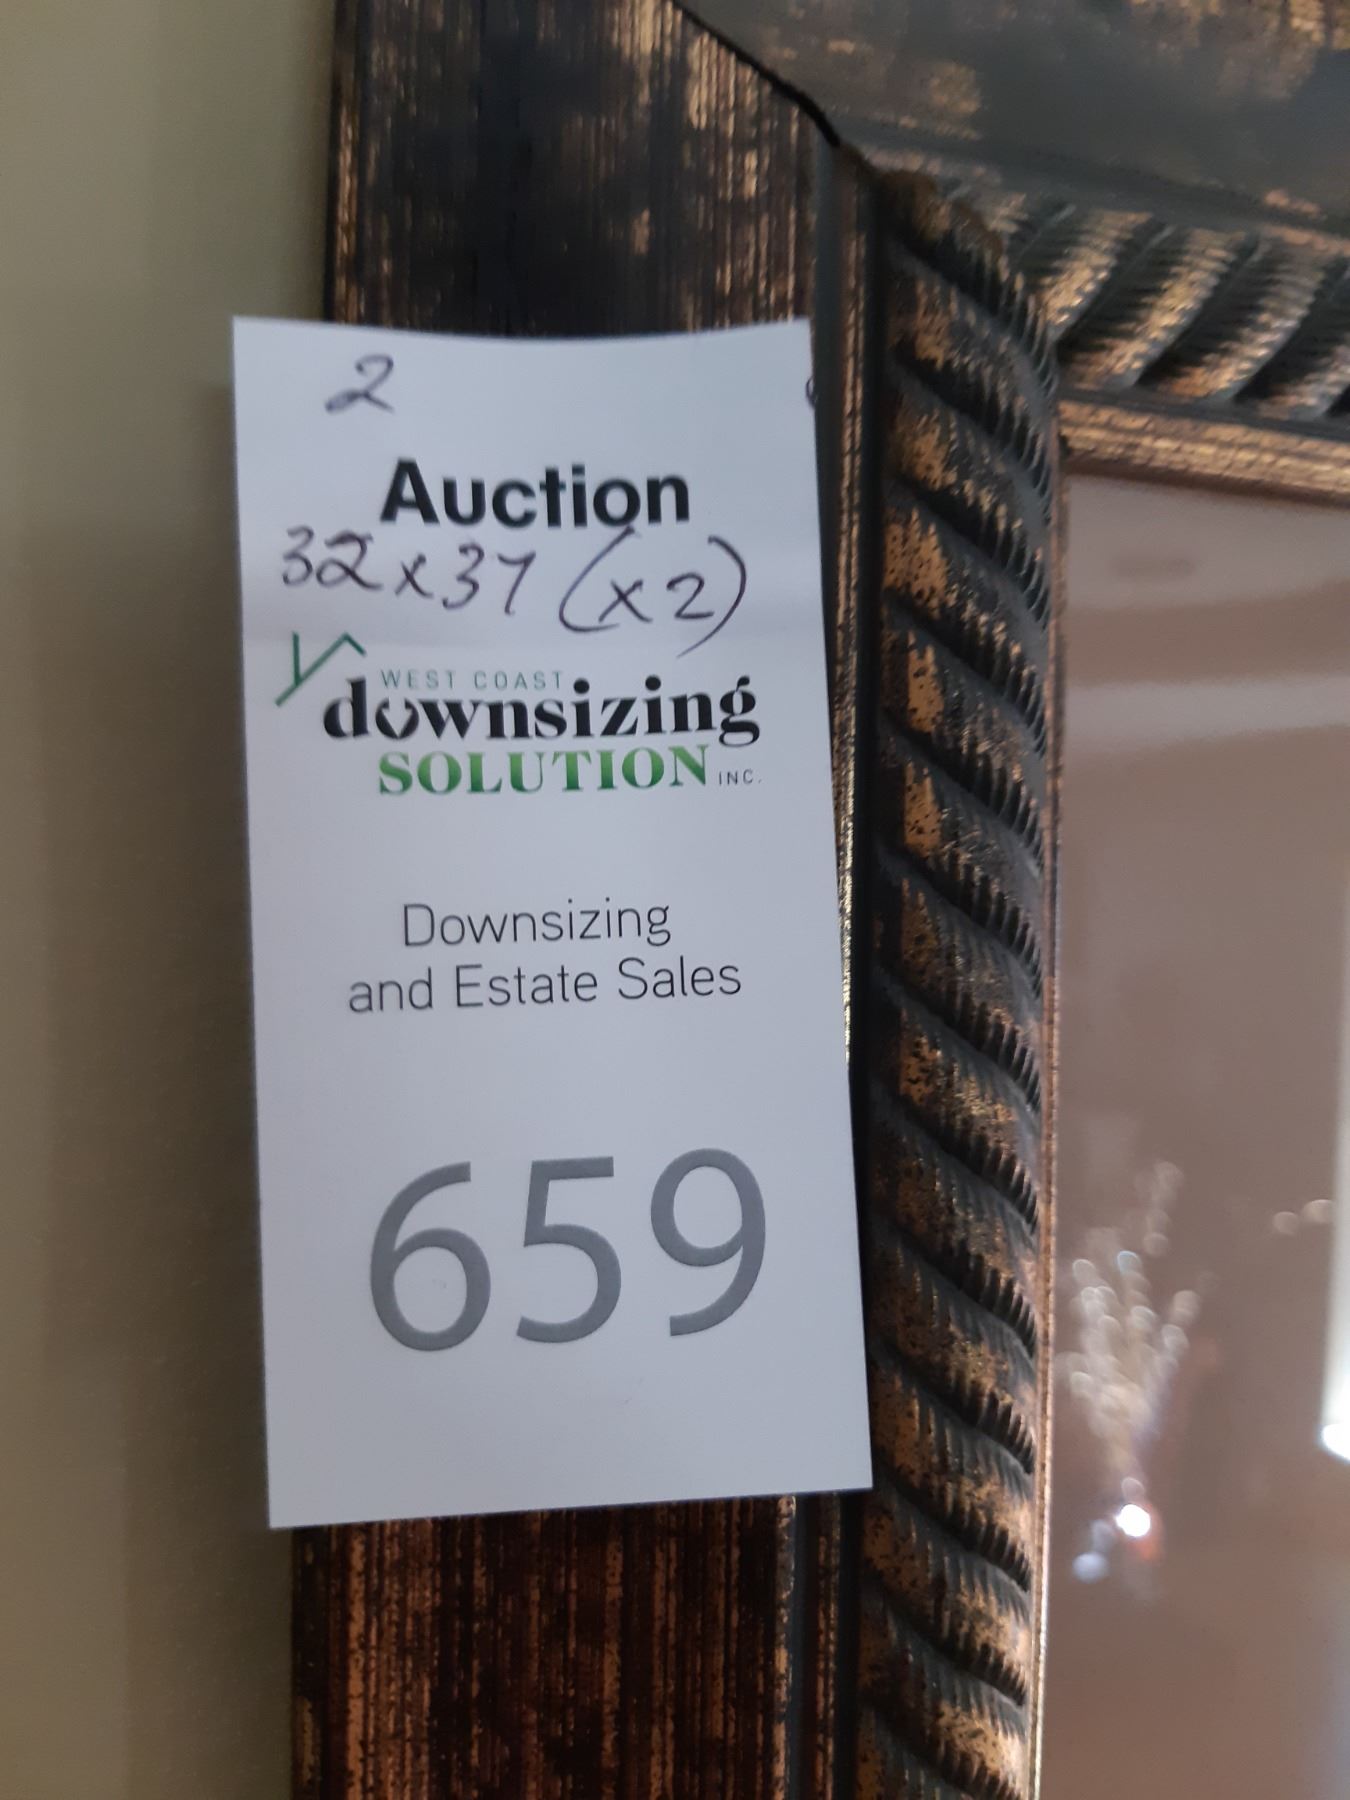 2
Auction
32x37 (x2)
WEST COAST
downsizing
SOLUTION INC.
Downsizing
and Estate Sales
659